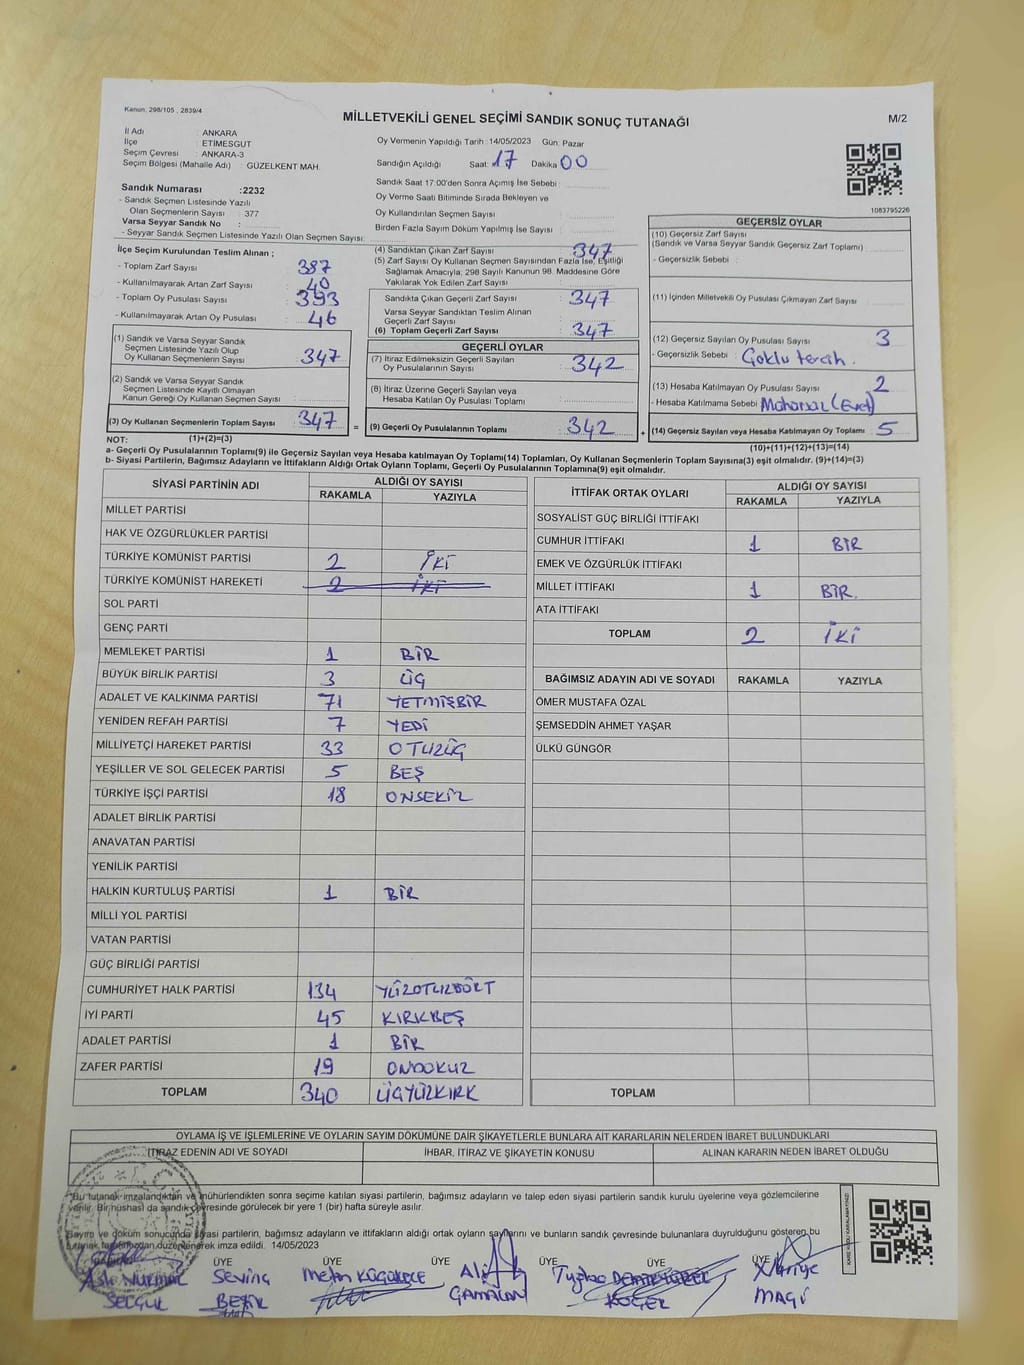 Kanun, 298/105 , 2839/4
MİLLETVEKİLİ GENEL SEÇİMİ SANDIK SONUÇ TUTANAĞI
M/2
İl Adı : ANKARA
İlçe : ETİMESGUT
Seçim Çevresi : ANKARA-3
Seçim Bölgesi (Mahalle Adı) : GÜZELKENT MAH.
Oy Vermenin Yapıldığı Tarih :14/05/2023 Gün: Pazar
Sandığın Açıldığı Saat: 17 Dakika 00
Sandık Saat 17:00'den Sonra Açımış İse Sebebi :
Oy Verme Saati Bitiminde Sırada Bekleyen ve
Oy Kullandırılan Seçmen Sayısı
Birden Fazla Sayım Döküm Yapılmış İse Sayısı :
1083795226
Sandık Numarası :2232
- Sandık Seçmen Listesinde Yazılı
Olan Seçmenlerin Sayısı : 377
Varsa Seyyar Sandık No :
- Seyyar Sandık Seçmen Listesinde Yazılı Olan Seçmen Sayısı:
İlçe Seçim Kurulundan Teslim Alınan ;
- Toplam Zarf Sayısı : 387
- Kullanılmayarak Artan Zarf Sayısı : 40
- Toplam Oy Pusulası Sayısı : 393
- Kullanılmayarak Artan Oy Pusulası : 46
(1) Sandık ve Varsa Seyyar Sandık
Seçmen Listesinde Yazılı Olup
Oy Kullanan Seçmenlerin Sayısı : 347
(2) Sandık ve Varsa Seyyar Sandık
Seçmen Listesinde Kayıtlı Olmayan
Kanun Gereği Oy Kullanan Seçmen Sayısı :
(3) Oy Kullanan Seçmenlerin Toplam Sayısı : 347
(4) Sandıktan Çıkan Zarf Sayısı : 347
(5) Zarf Sayısı, Oy Kullanan Seçmen Sayısından Fazla İse, Eşitliği
Sağlamak Amacıyla, 298 Sayılı Kanunun 98. Maddesine Göre
Yakılarak Yok Edilen Zarf Sayısı :
Sandıkta Çıkan Geçerli Zarf Sayısı : 347
Varsa Seyyar Sandıktan Teslim Alınan
Geçerli Zarf Sayısı :
(6) Toplam Geçerli Zarf Sayısı : 347
GEÇERLİ OYLAR
(7) İtiraz Edilmeksizin Geçerli Sayılan
Oy Pusulalarının Sayısı : 342
(8) İtiraz Üzerine Geçerli Sayılan veya
Hesaba Katılan Oy Pusulası Toplamı :
= (9) Geçerli Oy Pusulalarının Toplamı : 342
GEÇERSİZ OYLAR
(10) Geçersiz Zarf Sayısı
(Sandık ve Varsa Seyyar Sandık Geçersiz Zarf Toplamı) :
- Geçersizlik Sebebi :
(11) İçinden Milletvekili Oy Pusulası Çıkmayan Zarf Sayısı :
(12) Geçersiz Sayılan Oy Pusulası Sayısı : 3
- Geçersizlik Sebebi : Çoklu tercih.
(13) Hesaba Katılmayan Oy Pusulası Sayısı : 2
- Hesaba Katılmama Sebebi : Mühürsüz (Evet)
+ (14) Geçersiz Sayılan veya Hesaba Katılmayan Oy Toplamı : 5
NOT: (1)+(2)=(3) (10)+(11)+(12)+(13)=(14)
a- Geçerli Oy Pusulalarının Toplamı(9) ile Geçersiz Sayılan veya Hesaba katılmayan Oy Toplamı(14) Toplamları, Oy Kullanan Seçmenlerin Toplam Sayısına(3) eşit olmalıdır. (9)+(14)=(3)
b- Siyasi Partilerin, Bağımsız Adayların ve İttifakların Aldığı Ortak Oyların Toplamı, Geçerli Oy Pusulalarının Toplamına(9) eşit olmalıdır.
SİYASİ PARTİNİN ADI ALDIĞI OY SAYISI
RAKAMLA YAZIYLA
MİLLET PARTİSİ
HAK VE ÖZGÜRLÜKLER PARTİSİ
TÜRKİYE KOMÜNİST PARTİSİ 2 İKİ
TÜRKİYE KOMÜNİST HAREKETİ 2 İKİ
SOL PARTİ
GENÇ PARTİ
MEMLEKET PARTİSİ 1 BİR
BÜYÜK BİRLİK PARTİSİ 3 ÜÇ
ADALET VE KALKINMA PARTİSİ 71 YETMİŞBİR
YENİDEN REFAH PARTİSİ 7 YEDİ
MİLLİYETÇİ HAREKET PARTİSİ 33 OTUZÜÇ
YEŞİLLER VE SOL GELECEK PARTİSİ 5 BEŞ
TÜRKİYE İŞÇİ PARTİSİ 18 ONSEKİZ
ADALET BİRLİK PARTİSİ
ANAVATAN PARTİSİ
YENİLİK PARTİSİ
HALKIN KURTULUŞ PARTİSİ 1 BİR
MİLLİ YOL PARTİSİ
VATAN PARTİSİ
GÜÇ BİRLİĞİ PARTİSİ
CUMHURİYET HALK PARTİSİ 134 YÜZOTUZDÖRT
İYİ PARTİ 45 KIRKBEŞ
ADALET PARTİSİ 1 BİR
ZAFER PARTİSİ 19 ONDOKUZ
TOPLAM 340 ÜÇYÜZKIRK
İTTİFAK ORTAK OYLARI ALDIĞI OY SAYISI
RAKAMLA YAZIYLA
SOSYALİST GÜÇ BİRLİĞİ İTTİFAKI
CUMHUR İTTİFAKI 1 BİR
EMEK VE ÖZGÜRLÜK İTTİFAKI
MİLLET İTTİFAKI 1 BİR.
ATA İTTİFAKI
TOPLAM 2 İKİ
BAĞIMSIZ ADAYIN ADI VE SOYADI RAKAMLA YAZIYLA
ÖMER MUSTAFA ÖZAL
ŞEMSEDDİN AHMET YAŞAR
ÜLKÜ GÜNGÖR
TOPLAM
OYLAMA İŞ VE İŞLEMLERİNE VE OYLARIN SAYIM DÖKÜMÜNE DAİR ŞİKAYETLERLE BUNLARA AİT KARARLARIN NELERDEN İBARET BULUNDUKLARI
İTİRAZ EDENİN ADI VE SOYADI İHBAR, İTİRAZ VE ŞİKAYETİN KONUSU ALINAN KARARIN NEDEN İBARET OLDUĞU
"Bu tutanak imzalandıktan ve mühürlendikten sonra seçime katılan siyasi partilerin, bağımsız adayların ve talep eden siyasi partilerin sandık kurulu üyelerine veya gözlemcilerine
verilir. Bir nüshası da sandık çevresinde görülecek bir yere 1 (bir) hafta süreyle asılır.
Sayım ve döküm sonucunda siyasi partilerin, bağımsız adayların ve ittifakların aldığı ortak oyların sayılarını ve bunların sandık çevresinde bulunanlara duyrulduğunu gösteren bu
tutanak tarafımızdan düzenlenerek imza edildi. 14/05/2023
KARE KODU KARALAMAYINIZ!
ÜYE ÜYE ÜYE ÜYE ÜYE
Aslı NURMAL Sevinç Metin KÜÇÜKECE Ali Tuğba DEMİRYÜREK
SELÇUK BEŞİK ÇAMALAN KOÇER MAGİ